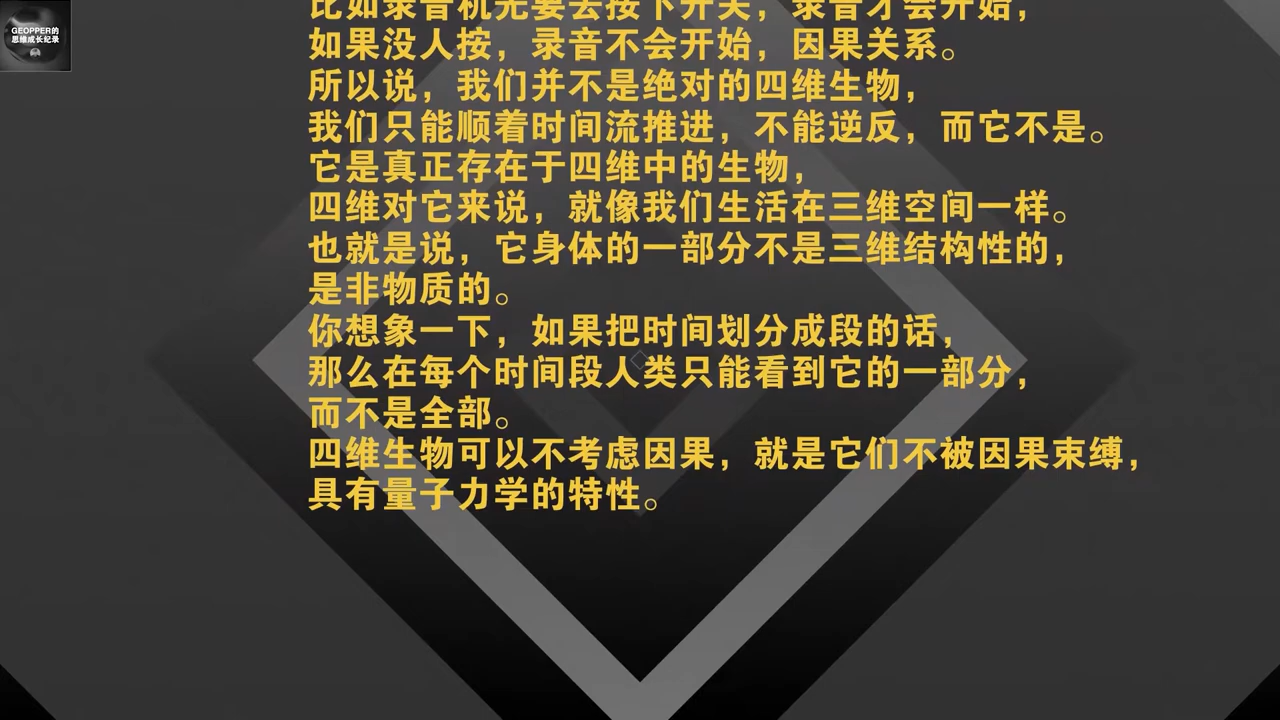 GEOPPER的
思维成长纪录
比如录音机先要去按下开关，录音才会开始，
如果没人按，录音不会开始，因果关系。
所以说，我们并不是绝对的四维生物，
我们只能顺着时间流推进，不能逆反，而它不是。
它是真正存在于四维中的生物，
四维对它来说，就像我们生活在三维空间一样。
也就是说，它身体的一部分不是三维结构性的，
是非物质的。
你想象一下，如果把时间划分成段的话，
那么在每个时间段人类只能看到它的一部分，
而不是全部。
四维生物可以不考虑因果，就是它们不被因果束缚，
具有量子力学的特性。